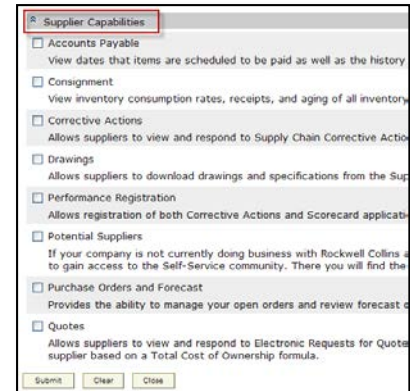 Supplier Capabilities
Accounts Payable
View dates that items are scheduled to be paid as well as the history
Consignment
View inventory consumption rates, receipts, and aging of all inventory
Corrective Actions
Allows suppliers to view and respond to Supply Chain Corrective Actio
Drawings
Allows suppliers to download drawings and specifications from the Sup
Performance Registration
Allows registration of both Corrective Actions and Scorecard applicati
Potential Suppliers
If your company is not currently doing business with Rockwell Collins a
to gain access to the Self-Service community. There you will find the
Purchase Orders and Forecast
Provides the ability to manage your open orders and review forecast
Quotes
Allows suppliers to view and respond to Electronic Requests for Quote
supplier based on a Total Cost of Ownership formula.
Submit Clear Close